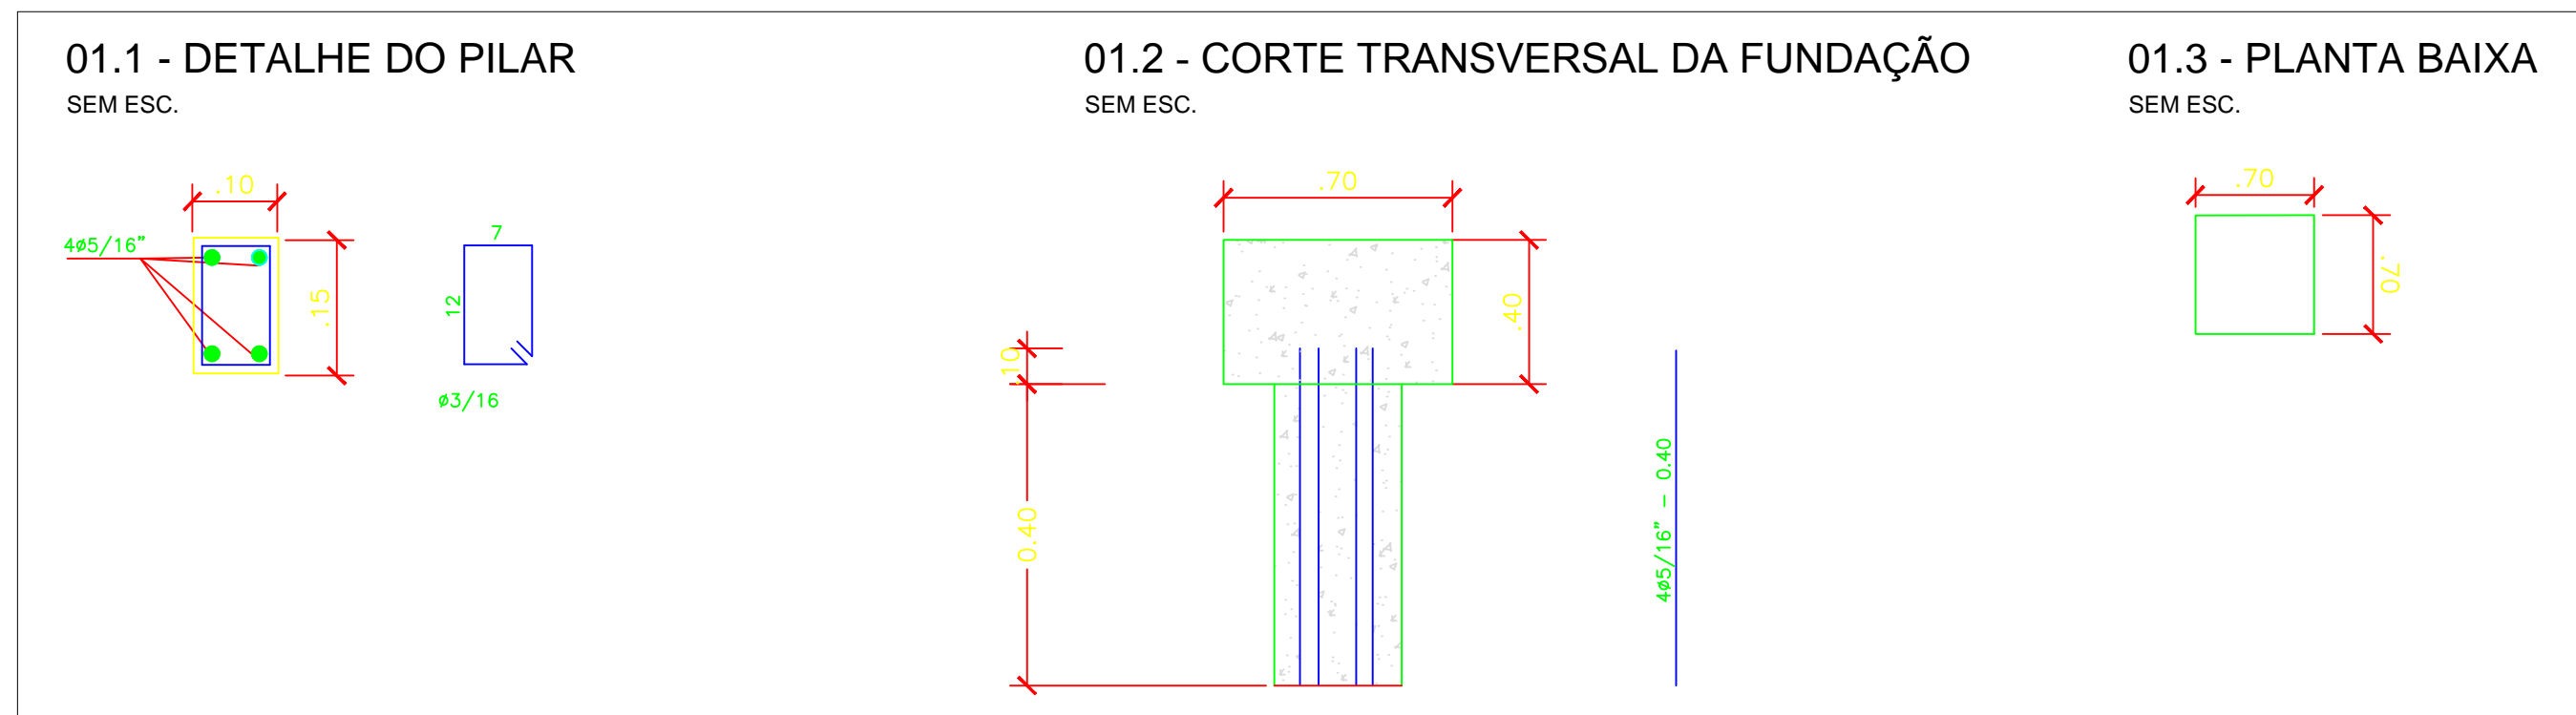 01.1 - DETALHE DO PILAR
SEM ESC.
.10
4ø5/16"
.15
7
12
ø3/16
01.2 - CORTE TRANSVERSAL DA FUNDAÇÃO
SEM ESC.
.70
.40
.10
0.40
4ø5/16" - 0.40
01.3 - PLANTA BAIXA
SEM ESC.
.70
.70